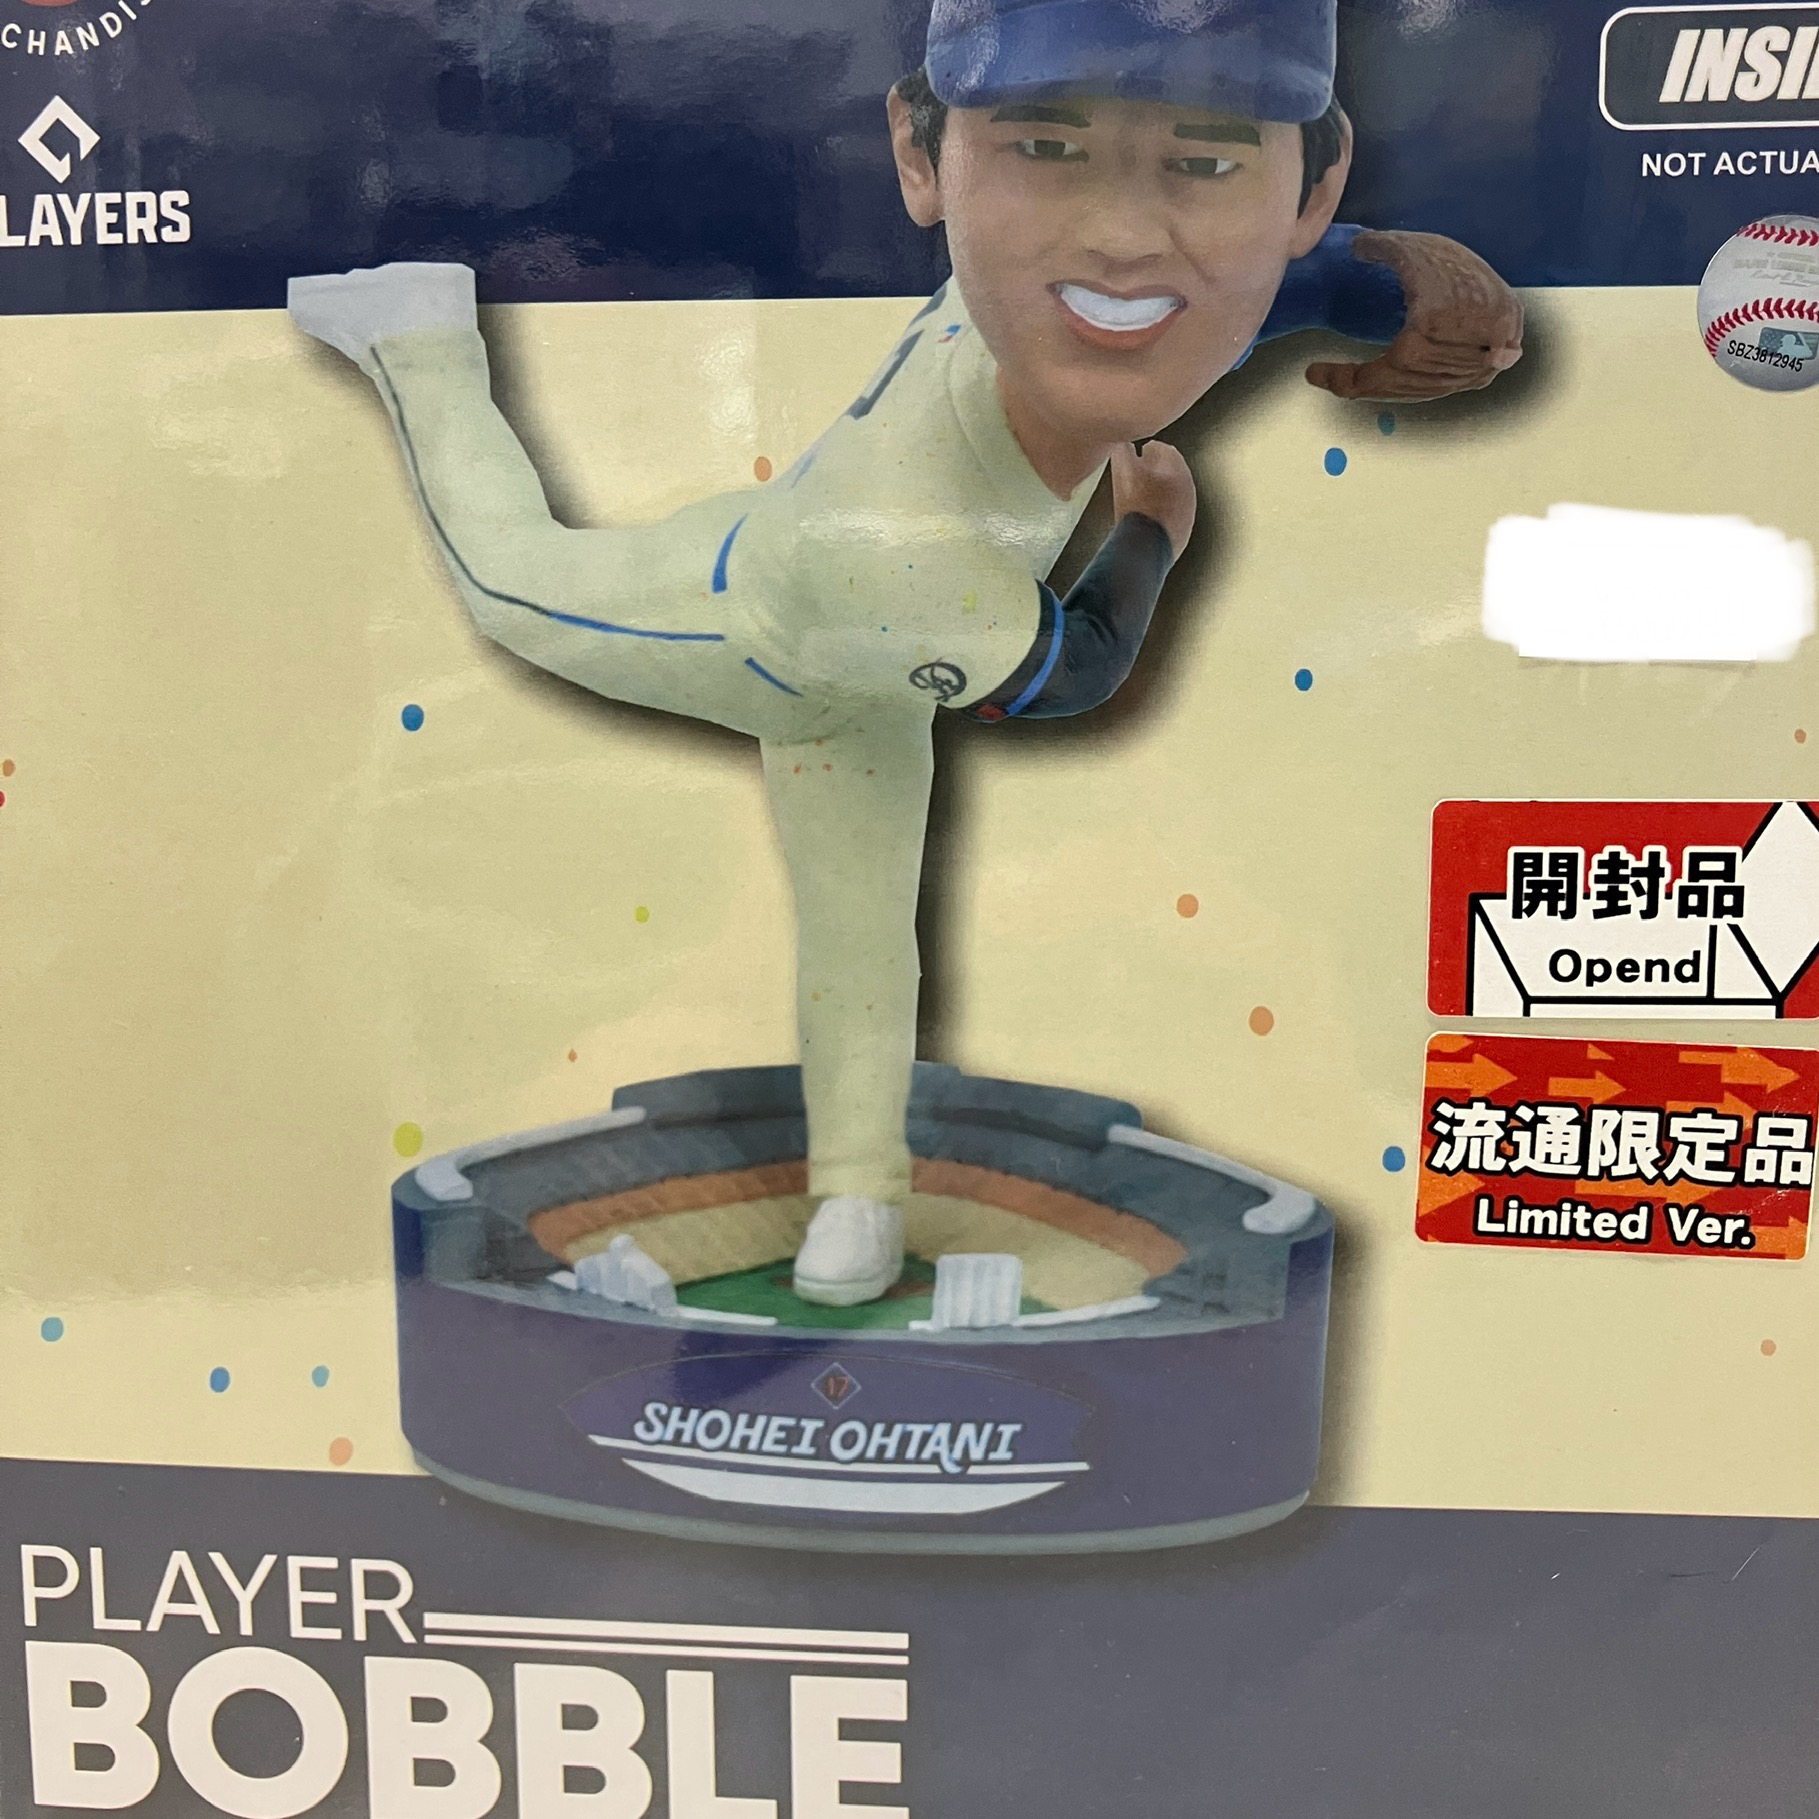 CHANDIS
LAYERS
INSI
NOT ACTUA
SBZ3812945
開封品
Opend
流通限定品
Limited Ver.
17
SHOHEI OHTANI
PLAYER
BOBBLE